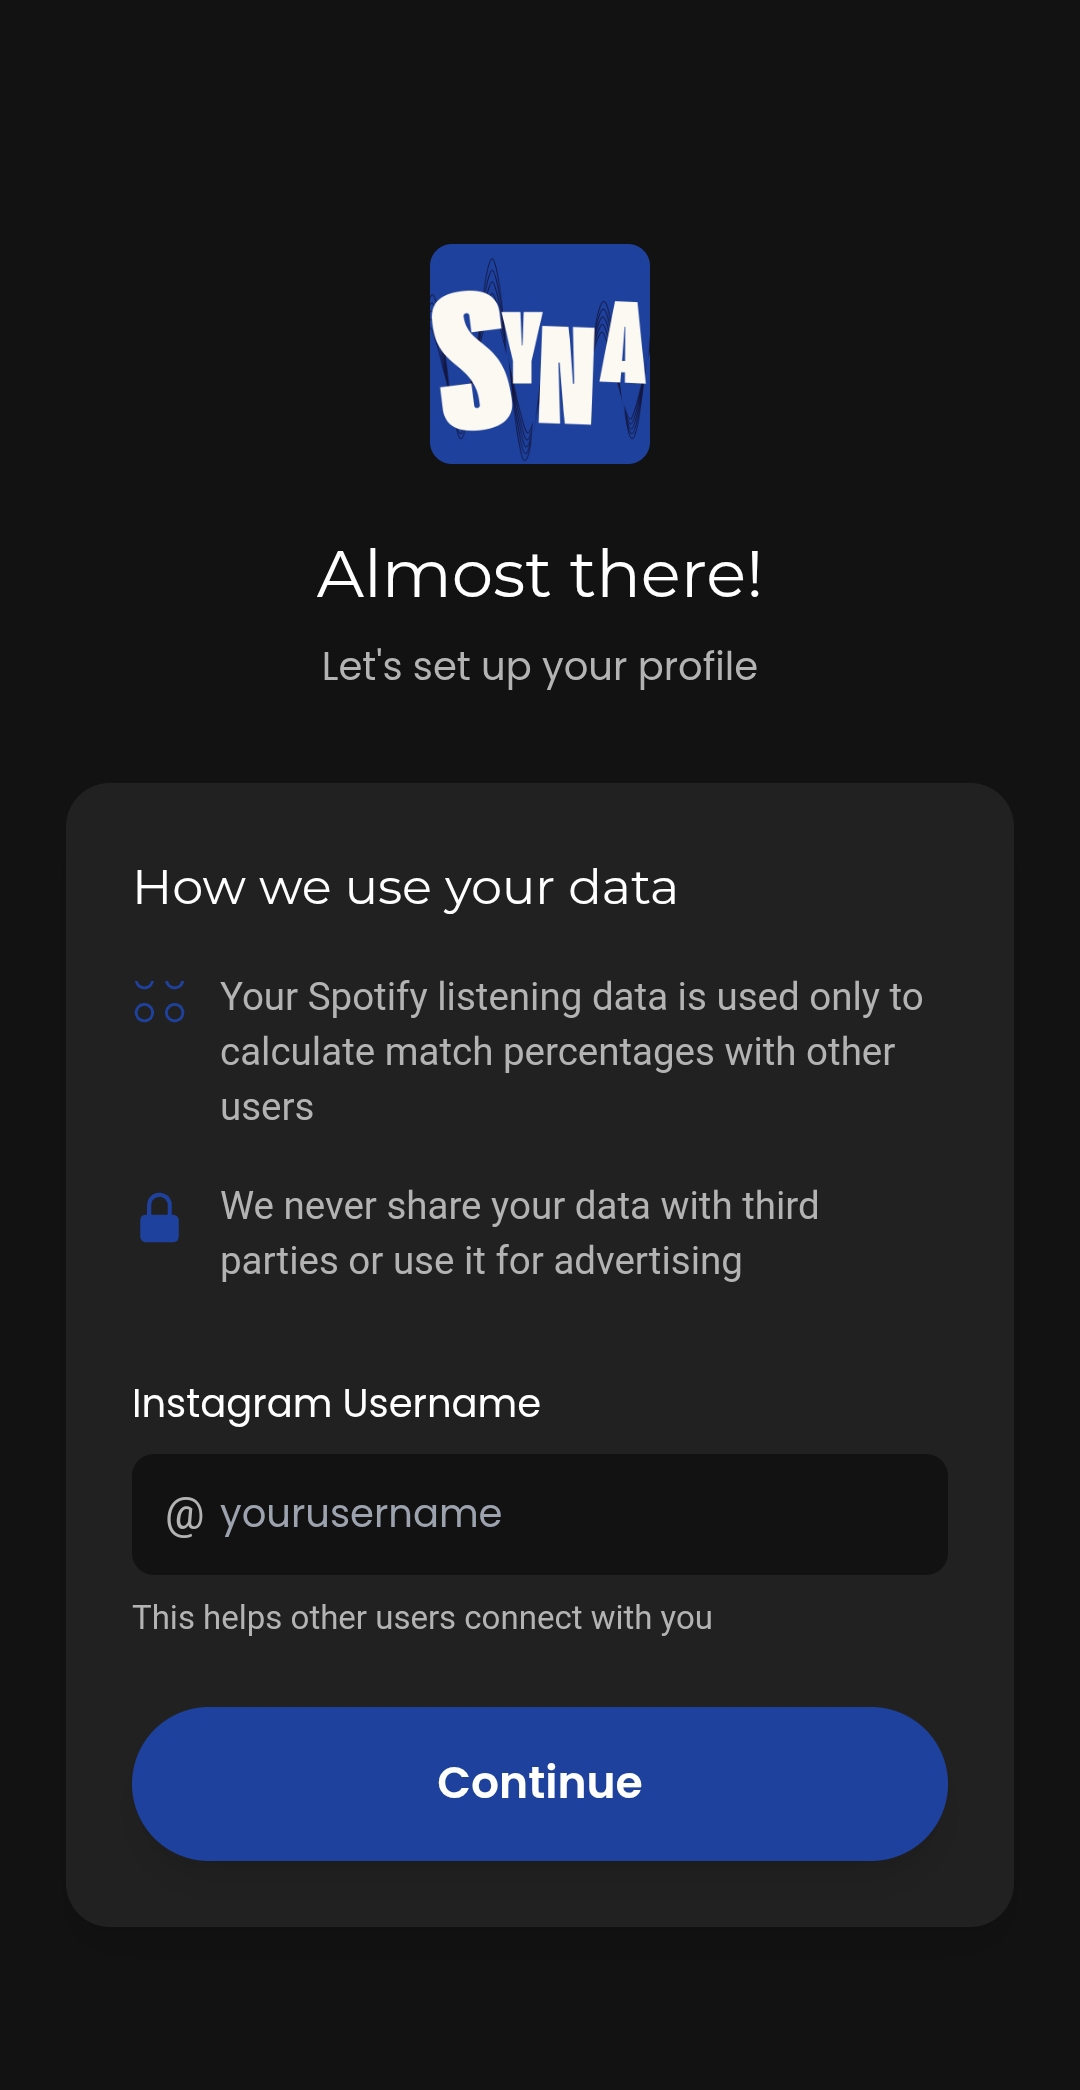 SYNA
Almost there!
Let's set up your profile
How we use your data
Your Spotify listening data is used only to
calculate match percentages with other
users
We never share your data with third
parties or use it for advertising
Instagram Username
@ yourusername
This helps other users connect with you
Continue